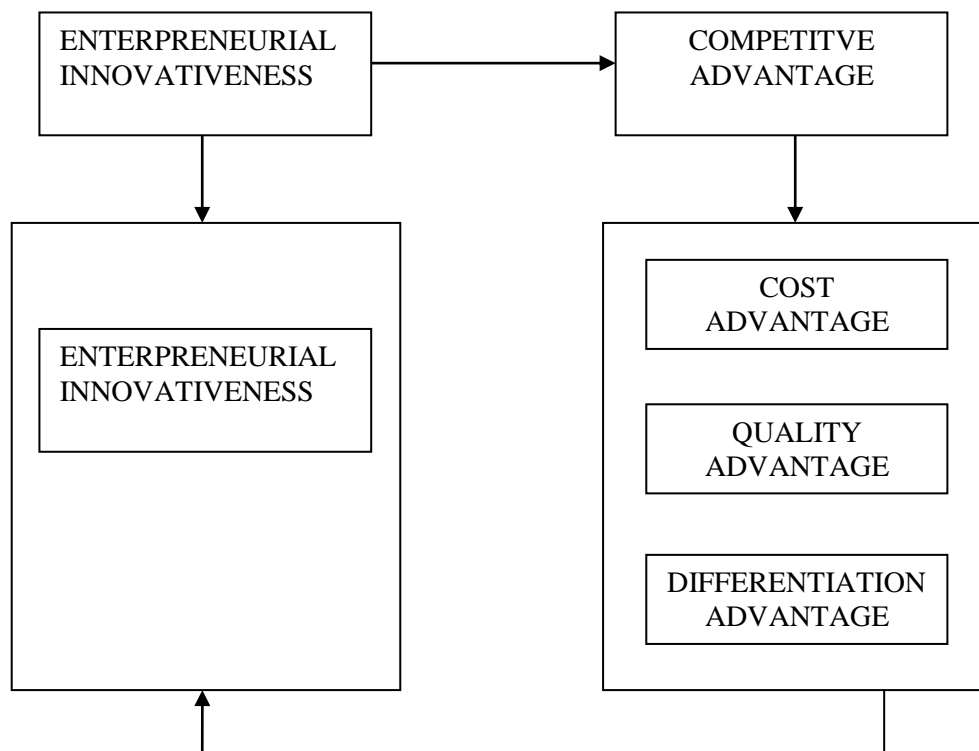 ENTERPRENEURIAL
INNOVATIVENESS
COMPETITVE
ADVANTAGE
COST
ADVANTAGE
ENTERPRENEURIAL
INNOVATIVENESS
QUALITY
ADVANTAGE
DIFFERENTIATION
ADVANTAGE